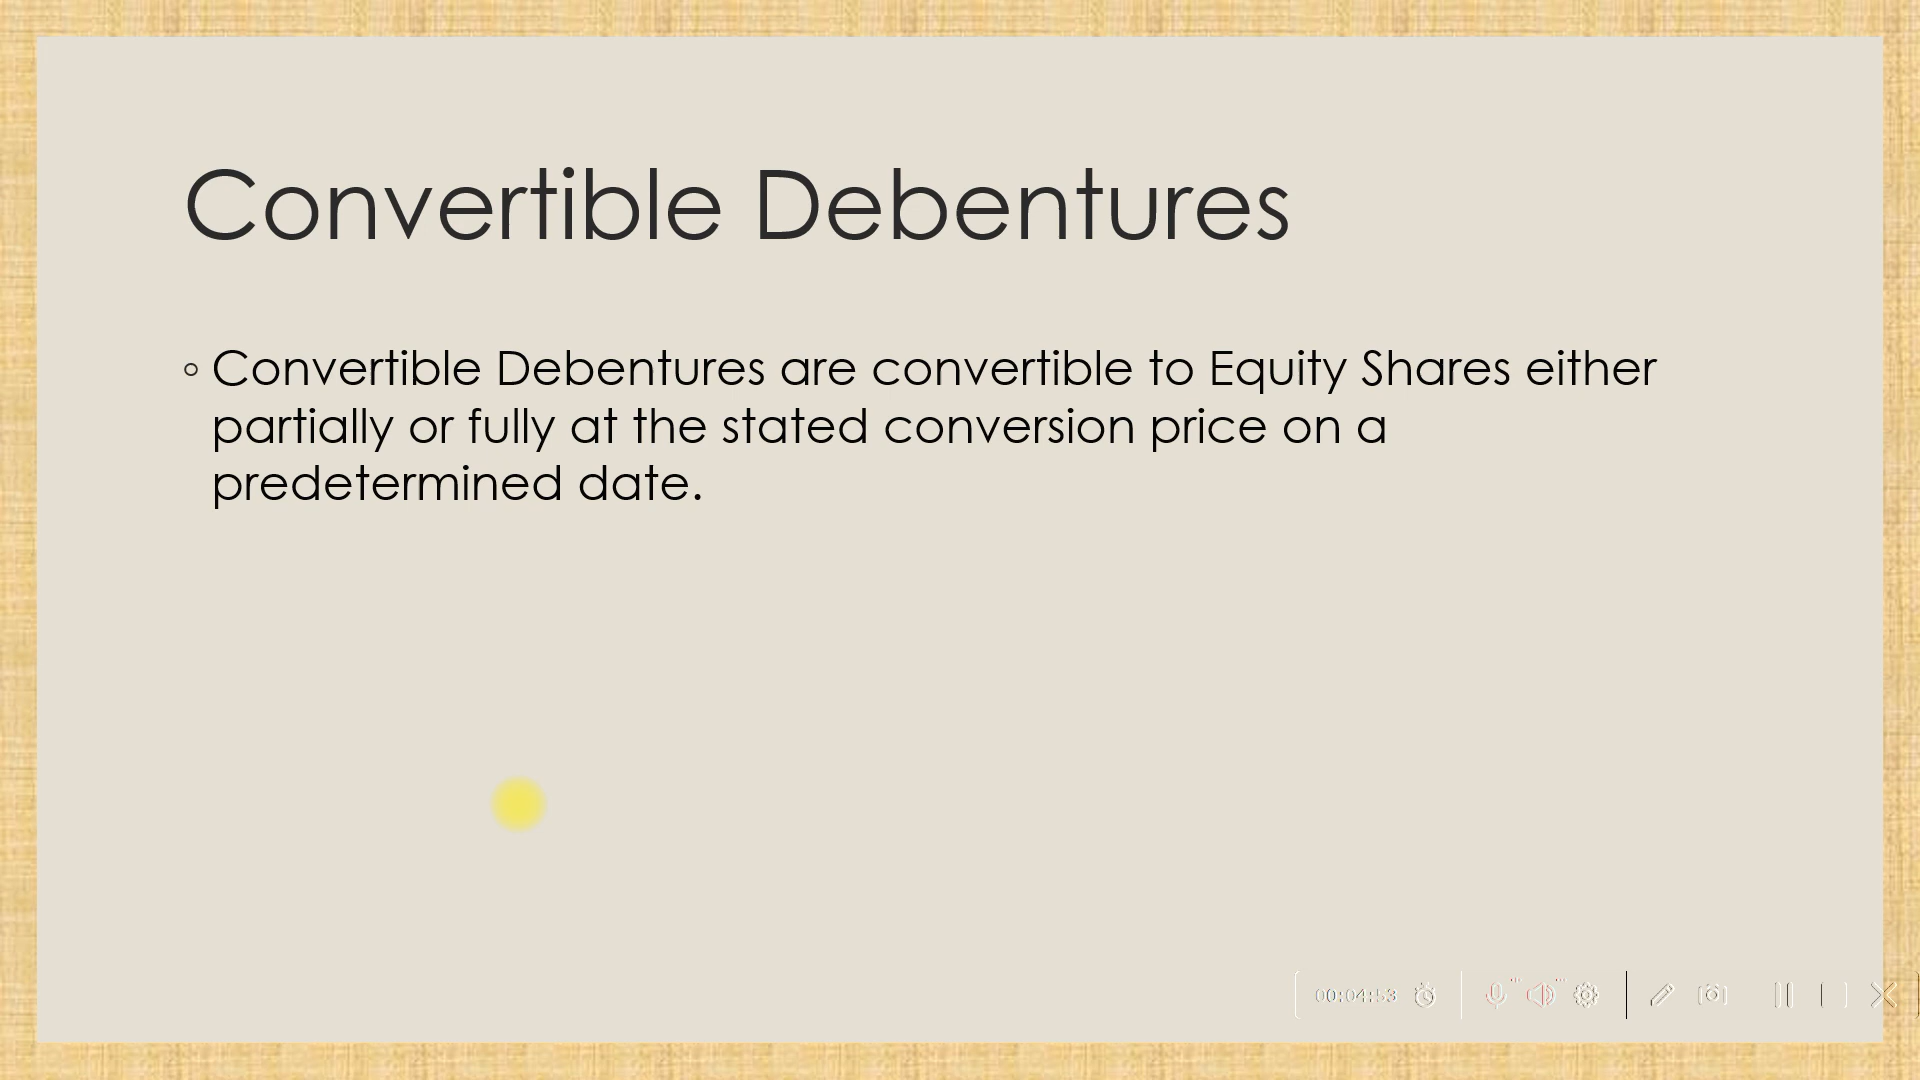 Convertible Debentures
◦ Convertible Debentures are convertible to Equity Shares either
partially or fully at the stated conversion price on a
predetermined date.
00:04:53